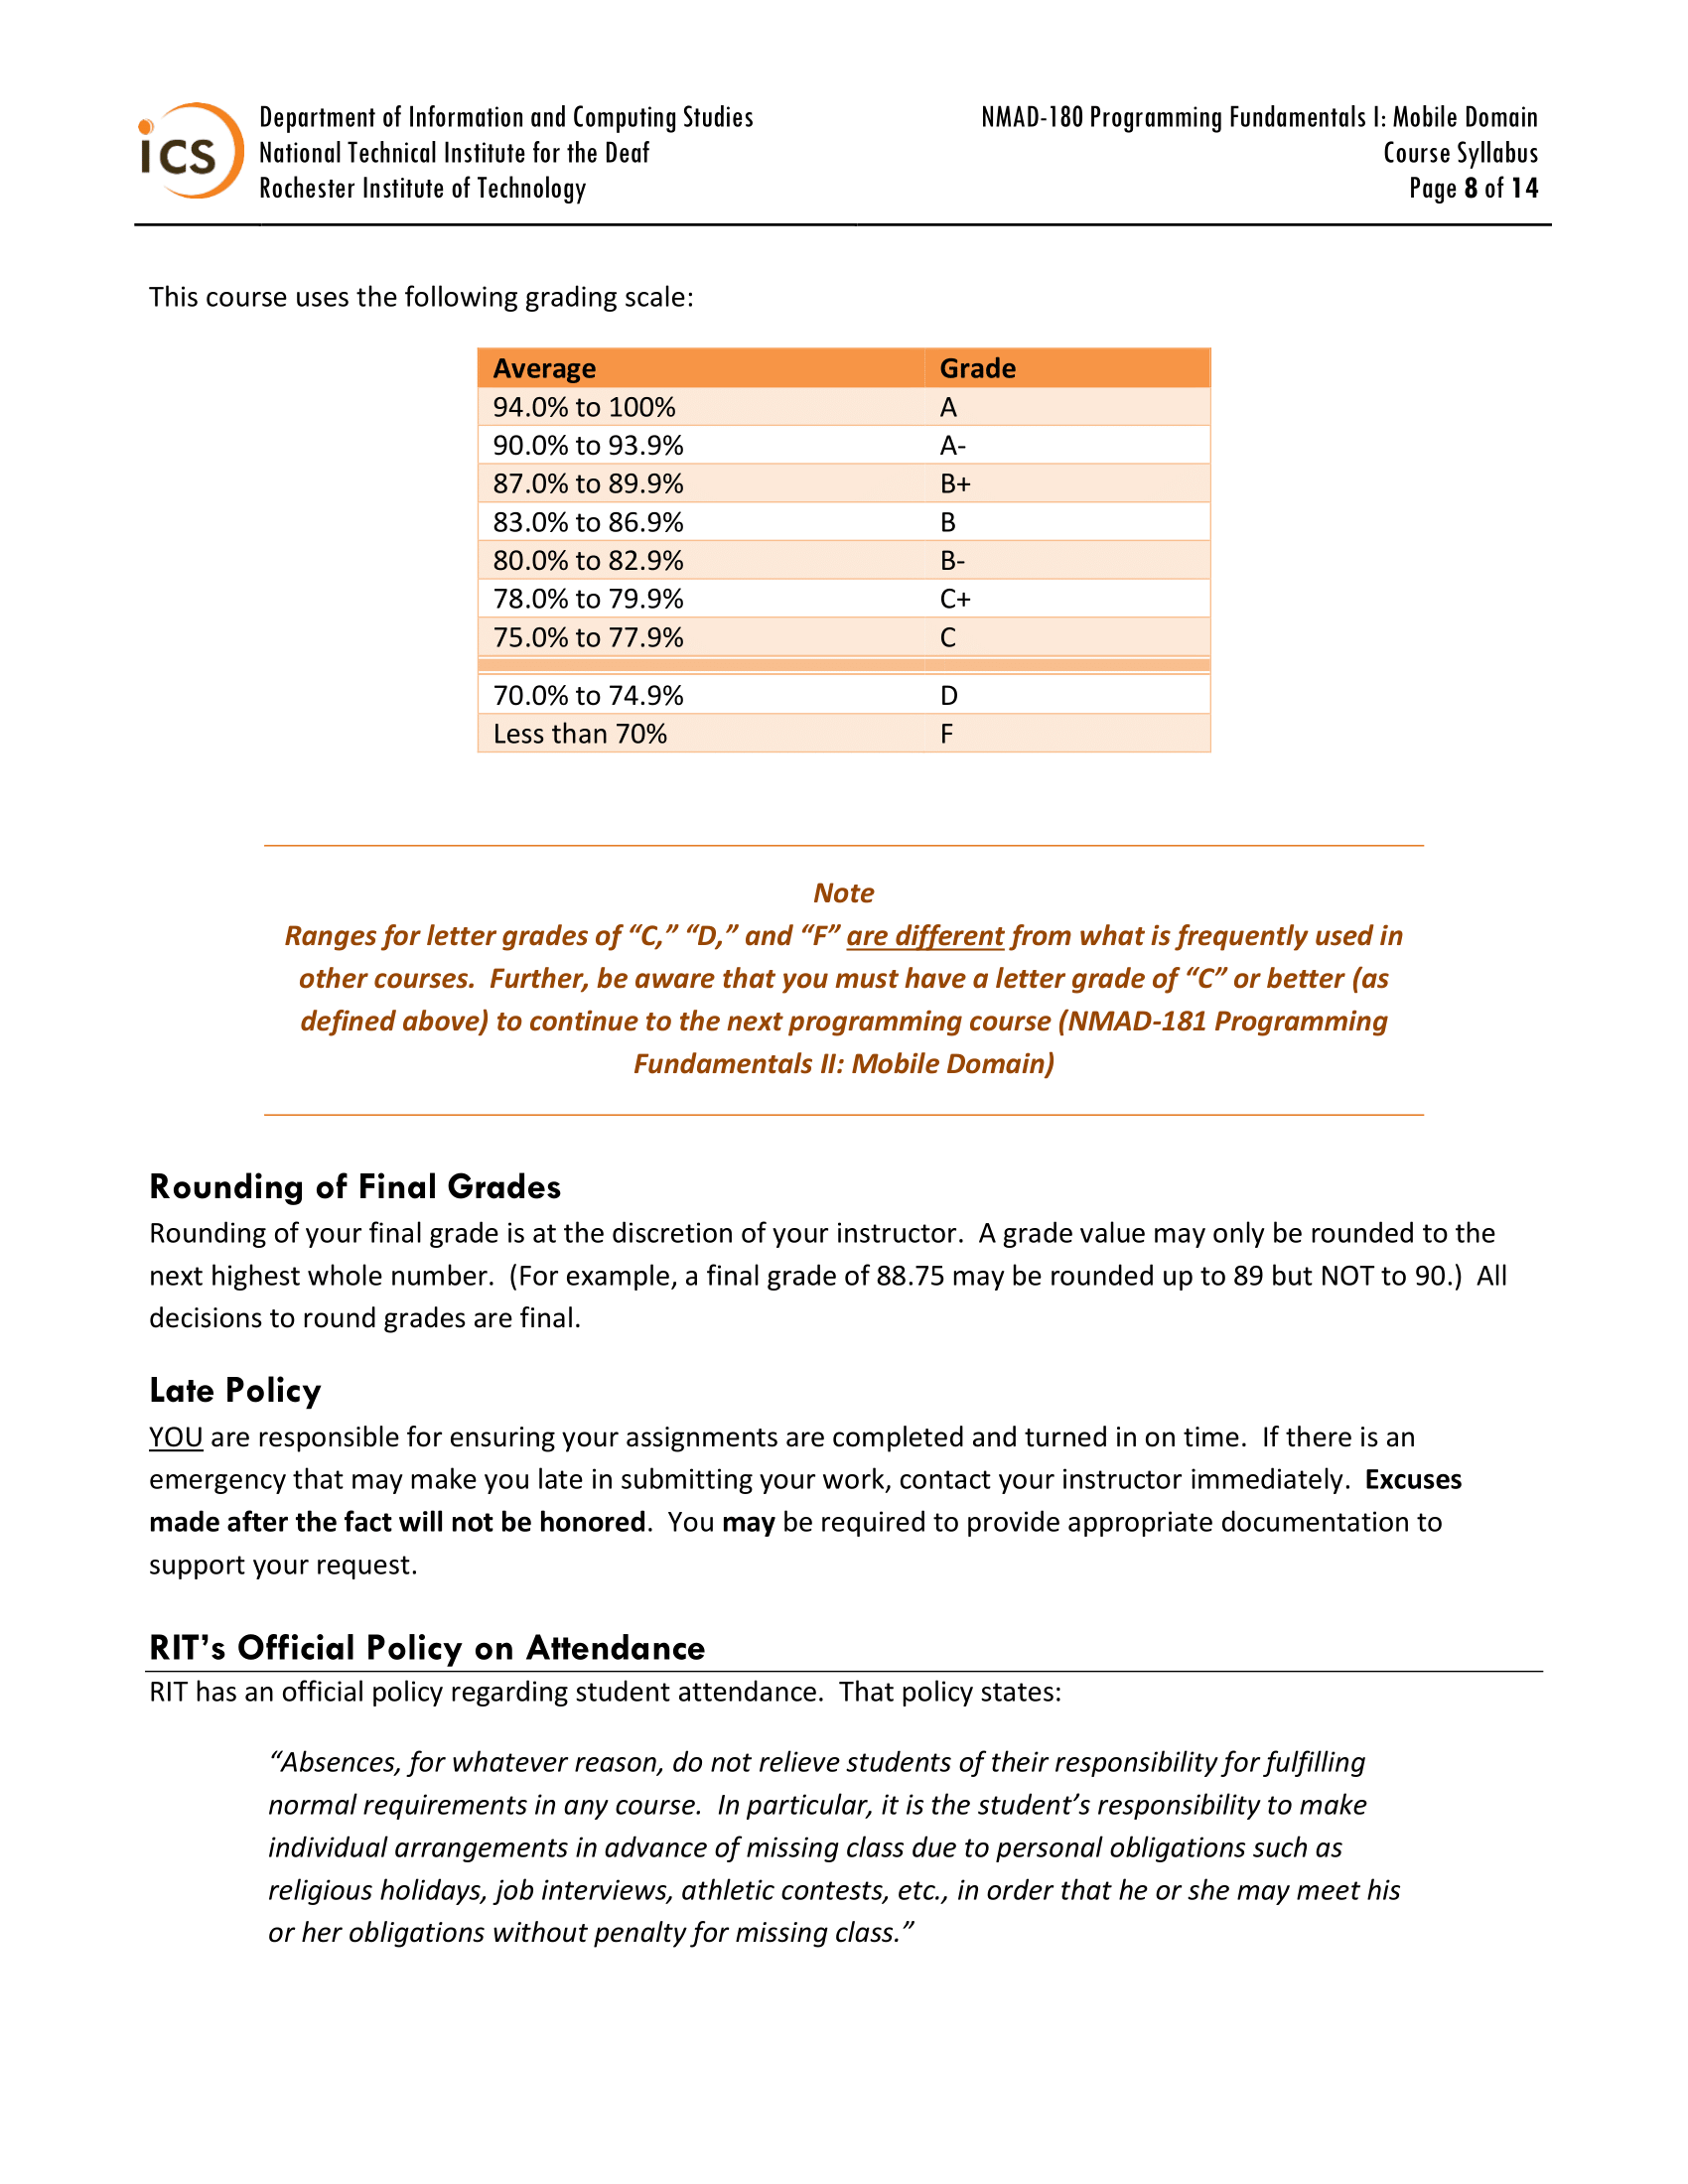 ics
Department of Information and Computing Studies
National Technical Institute for the Deaf
Rochester Institute of Technology
NMAD-180 Programming Fundamentals I: Mobile Domain
Course Syllabus
Page 8 of 14
This course uses the following grading scale:
Average Grade
94.0% to 100% A
90.0% to 93.9% A-
87.0% to 89.9% B+
83.0% to 86.9% B
80.0% to 82.9% B-
78.0% to 79.9% C+
75.0% to 77.9% C
70.0% to 74.9% D
Less than 70% F
Note
Ranges for letter grades of “C,” “D,” and “F” are different from what is frequently used in
other courses.  Further, be aware that you must have a letter grade of “C” or better (as
defined above) to continue to the next programming course (NMAD-181 Programming
Fundamentals II: Mobile Domain)
Rounding of Final Grades
Rounding of your final grade is at the discretion of your instructor.  A grade value may only be rounded to the
next highest whole number.  (For example, a final grade of 88.75 may be rounded up to 89 but NOT to 90.)  All
decisions to round grades are final.
Late Policy
YOU are responsible for ensuring your assignments are completed and turned in on time.  If there is an
emergency that may make you late in submitting your work, contact your instructor immediately.  Excuses
made after the fact will not be honored.  You may be required to provide appropriate documentation to
support your request.
RIT’s Official Policy on Attendance
RIT has an official policy regarding student attendance.  That policy states:
“Absences, for whatever reason, do not relieve students of their responsibility for fulfilling
normal requirements in any course.  In particular, it is the student’s responsibility to make
individual arrangements in advance of missing class due to personal obligations such as
religious holidays, job interviews, athletic contests, etc., in order that he or she may meet his
or her obligations without penalty for missing class.”